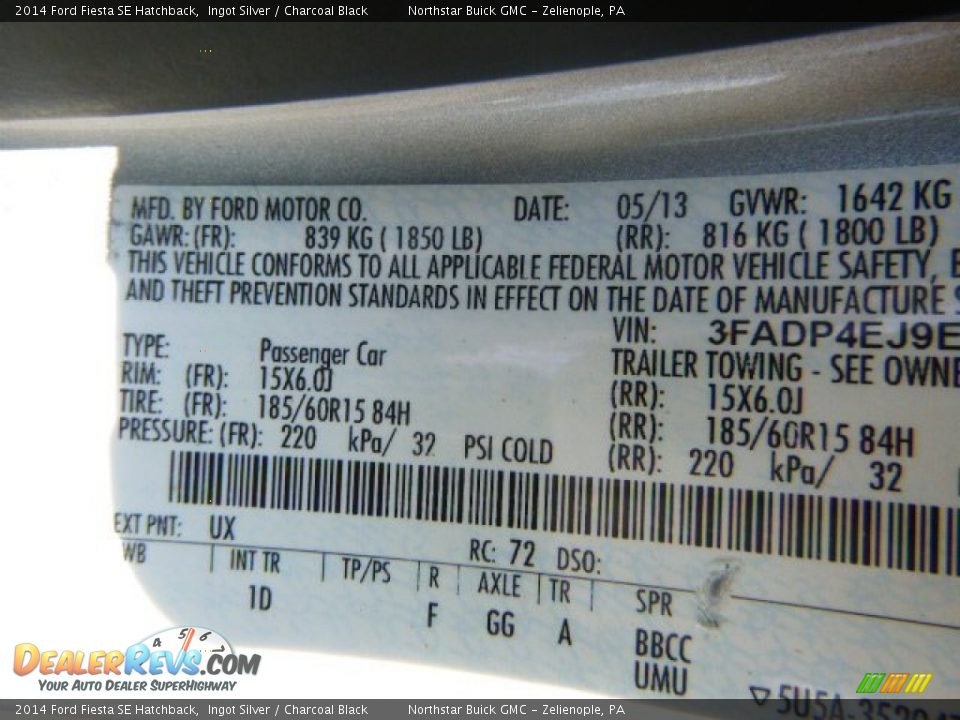 2014 Ford Fiesta SE Hatchback, Ingot Silver / Charcoal Black Northstar Buick GMC - Zelienople, PA
MFD. BY FORD MOTOR CO. DATE: 05/13 GVWR: 1642 KG
GAWR: (FR): 839 KG ( 1850 LB) (RR): 816 KG ( 1800 LB)
THIS VEHICLE CONFORMS TO ALL APPLICABLE FEDERAL MOTOR VEHICLE SAFETY,
AND THEFT PREVENTION STANDARDS IN EFFECT ON THE DATE OF MANUFACTURE
VIN: 3FADP4EJ9E
TYPE: Passenger Car TRAILER TOWING - SEE OWNE
RIM: (FR): 15X6.0J (RR): 15X6.0J
TIRE: (FR): 185/60R15 84H (RR): 185/60R15 84H
PRESSURE: (FR): 220 kPa/ 32 PSI COLD (RR): 220 kPa/ 32
EXT PNT: UX RC: 72 DSO:
WB INT TR TP/PS R AXLE TR SPR
1D F GG A BBCC
UMU
5U5A-
4 5 6
DEALERREVS.COM
YOUR AUTO DEALER SUPERHIGHWAY
2014 Ford Fiesta SE Hatchback, Ingot Silver / Charcoal Black Northstar Buick GMC - Zelienople, PA